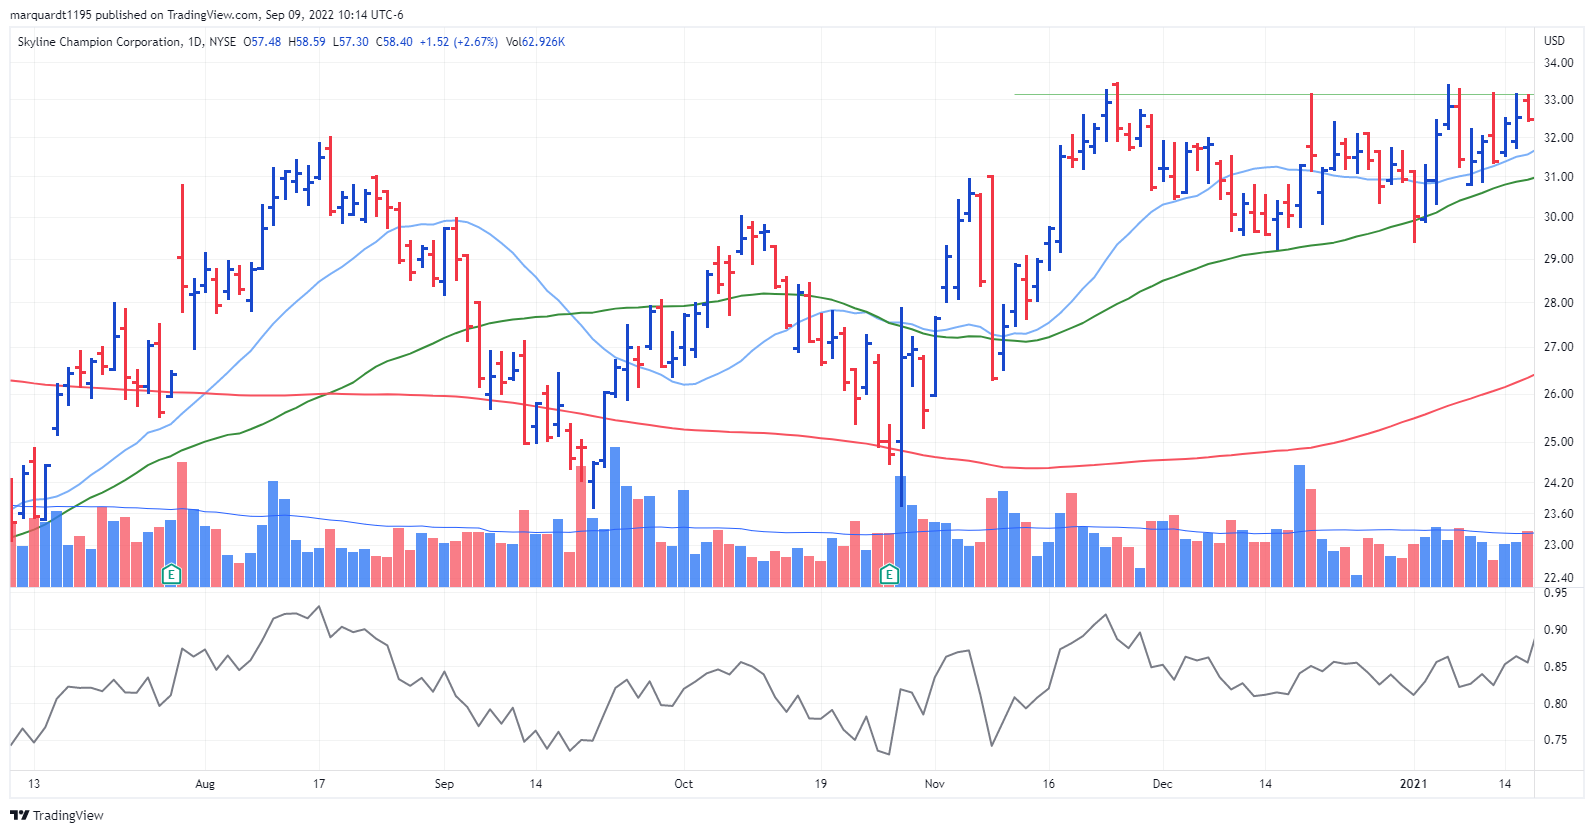 marquardt1195 published on TradingView.com, Sep 09, 2022 10:14 UTC-6
Skyline Champion Corporation, 1D, NYSE O57.48 H58.59 L57.30 C58.40 +1.52 (+2.67%) Vol62.926K
USD
34.00
33.00
32.00
31.00
30.00
29.00
28.00
27.00
26.00
25.00
24.20
23.60
23.00
22.40
E
E
0.95
0.90
0.85
0.80
0.75
13 Aug 17 Sep 14 Oct 19 Nov 16 Dec 14 2021 14
TradingView